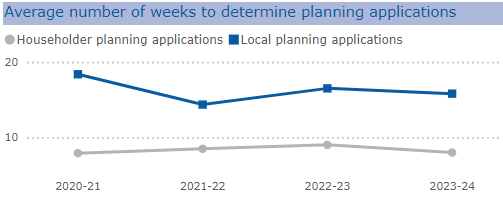 Average number of weeks to determine planning applications
Householder planning applications Local planning applications
20
10
2020-21 2021-22 2022-23 2023-24